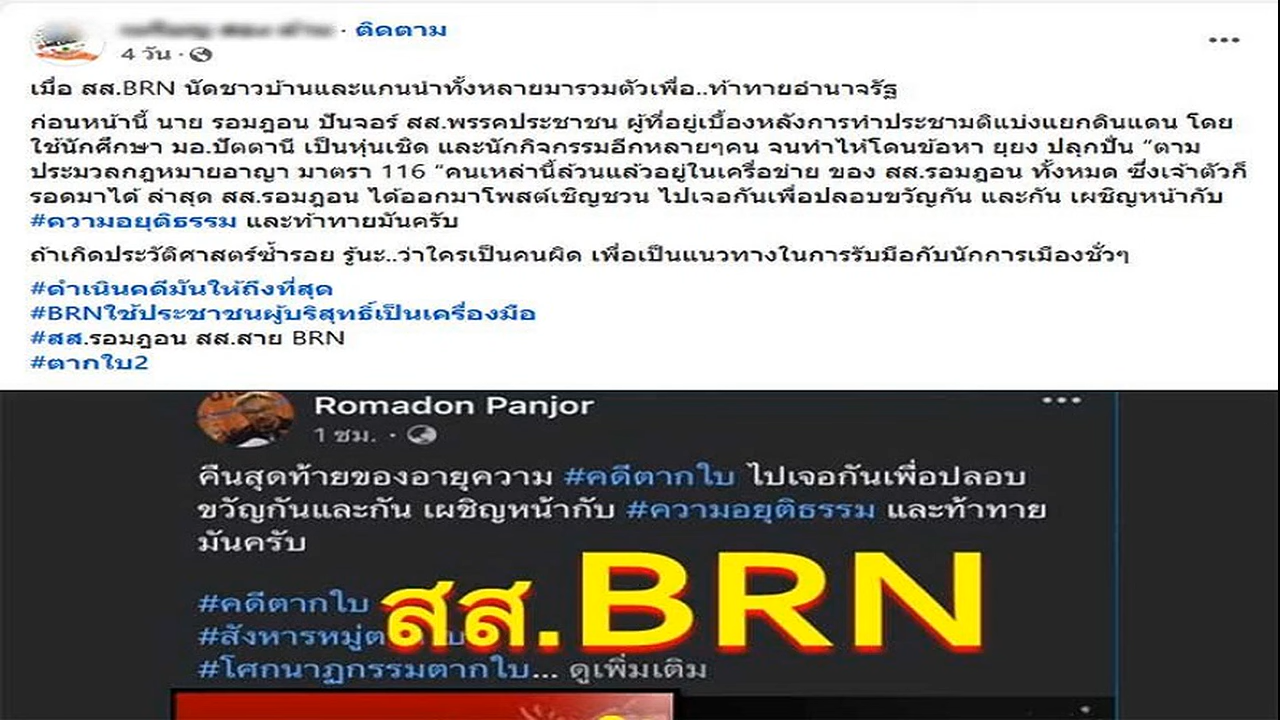 · ติดตาม
4 วัน ·
เมื่อ สส.BRN นัดชาวบ้านและแกนนำทั้งหลายมารวมตัวเพื่อ..ท้าทายอำนาจรัฐ
ก่อนหน้านี้ นาย รอมฎอน ปันจอร์ สส.พรรคประชาชน ผู้ที่อยู่เบื้องหลังการทำประชามติแบ่งแยกดินแดน โดย
ใช้นักศึกษา มอ.ปัตตานี เป็นหุ่นเชิด และนักกิจกรรมอีกหลายๆคน จนทำให้โดนข้อหา ยุยง ปลุกปั่น “ตาม
ประมวลกฎหมายอาญา มาตรา 116 “คนเหล่านี้ล้วนแล้วอยู่ในเครือข่าย ของ สส.รอมฎอน ทั้งหมด ซึ่งเจ้าตัวก็
รอดมาได้ ล่าสุด สส.รอมฎอน ได้ออกมาโพสต์เชิญชวน ไปเจอกันเพื่อปลอบขวัญกัน และกัน เผชิญหน้ากับ
#ความอยุติธรรม และท้าทายมันครับ
ถ้าเกิดประวัติศาสตร์ซ้ำรอย รู้นะ..ว่าใครเป็นคนผิด เพื่อเป็นแนวทางในการรับมือกับนักการเมืองชั่วๆ
#ดำเนินคดีมันให้ถึงที่สุด
#BRNใช้ประชาชนผู้บริสุทธิ์เป็นเครื่องมือ
#สส.รอมฎอน สส.สาย BRN
#ตากใบ2
Romadon Panjor
1 ชม. ·
คืนสุดท้ายของอายุความ #คดีตากใบ ไปเจอกันเพื่อปลอบ
ขวัญกันและกัน เผชิญหน้ากับ #ความอยุติธรรม และท้าทาย
มันครับ
#คดีตากใบ
สส.BRN
#สังหารหมู่ต
#โศกนาฏกรรมตากใบ... ดูเพิ่มเติม